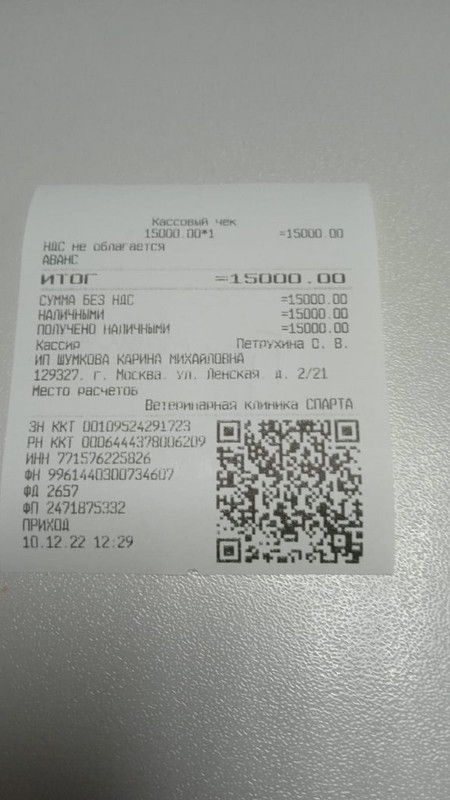 Кассовый чек
15000.00*1 =15000.00
НДС не облагается
АВАНС
ИТОГ =15000.00
СУММА БЕЗ НДС =15000.00
НАЛИЧНЫМИ =15000.00
ПОЛУЧЕНО НАЛИЧНЫМИ =15000.00
Кассир Петрухина С. В.
ИП ШУМКОВА КАРИНА МИХАЙЛОВНА
129327, г. Москва, ул. Ленская, д. 2/21
Место расчетов
Ветеринарная клиника СПАРТА
ЗН ККТ 00109524291723
РН ККТ 0006444378006209
ИНН 771576225826
ФН 9961440300734607
ФД 2657
ФП 2471875332
ПРИХОД
10.12.22 12:29